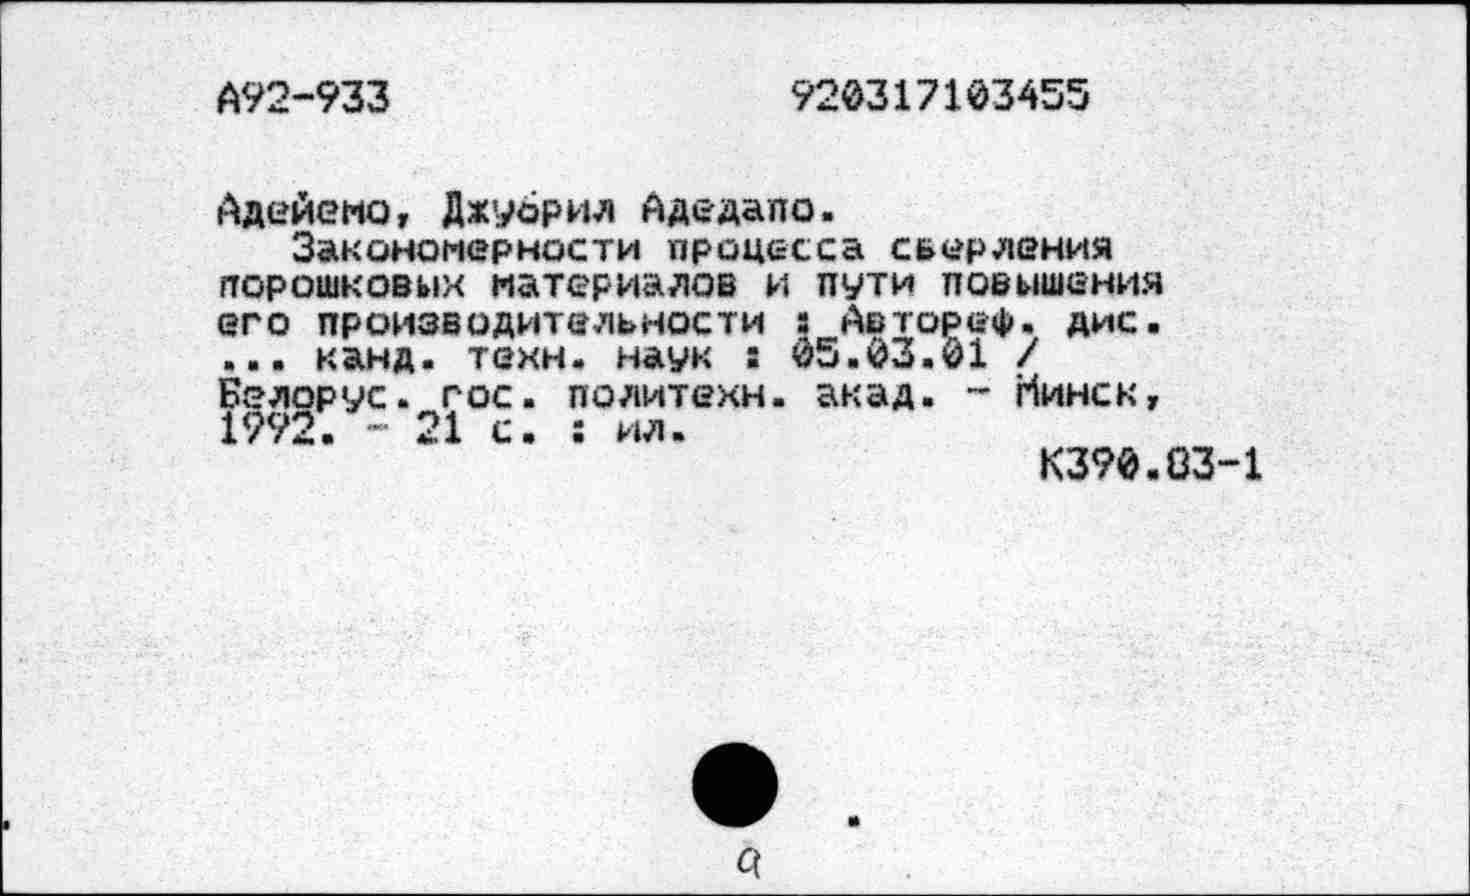 А92-933 920317103455
Адейемо, Джубрил Адедапо.
Закономерности процесса сверления
порошковых материалов и пути повышения
его производительности : Автореф. дис.
... канд. техн. наук : 05.03.01 /
Белорус. гос. политехн. акад. - Минск,
1992. - 21 с. : ил.
К390.83-1
а